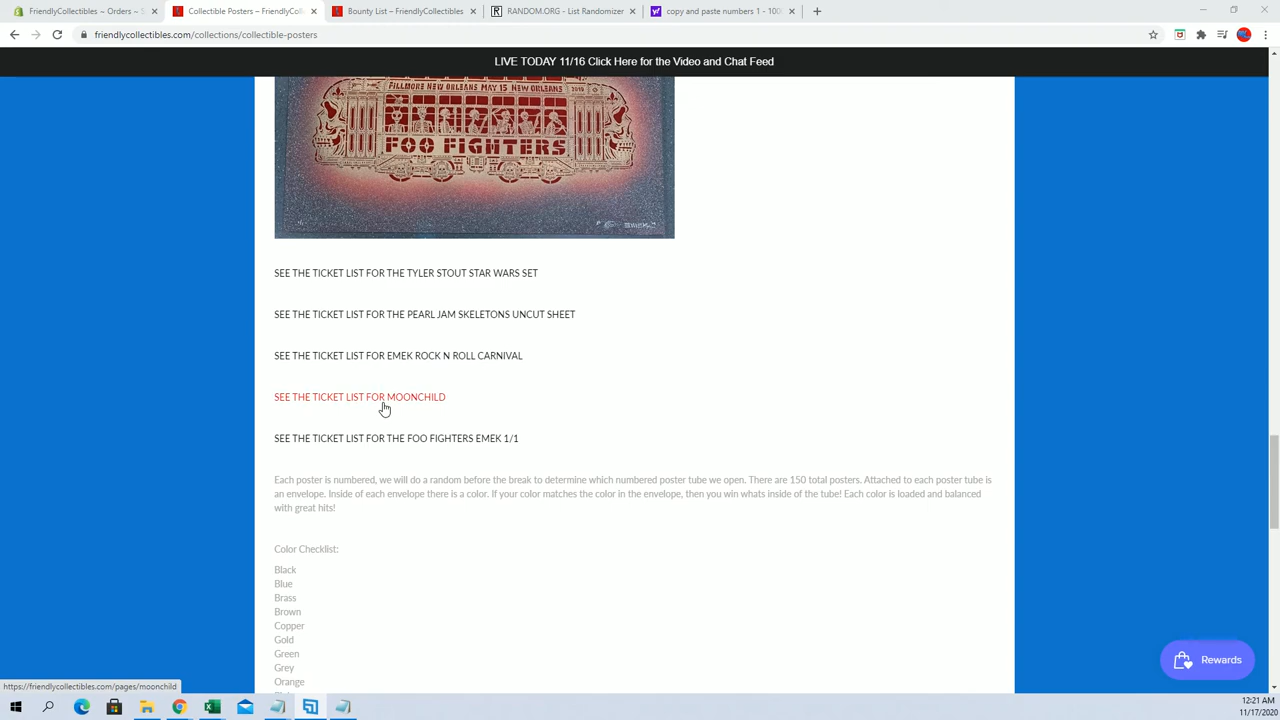 FriendlyCollectibles ~ Orders ~ S
Collectible Posters – FriendlyColl
Bounty List – FriendlyCollectibles
RANDOM.ORG - List Randomizer
copy and paste numbers 1 - 100
friendlycollectibles.com/collections/collectible-posters
LIVE TODAY 11/16 Click Here for the Video and Chat Feed
FILLMORE NEW ORLEANS MAY 15 NEW ORLEANS 2019
FOO FIGHTERS
SEE THE TICKET LIST FOR THE TYLER STOUT STAR WARS SET
SEE THE TICKET LIST FOR THE PEARL JAM SKELETONS UNCUT SHEET
SEE THE TICKET LIST FOR EMEK ROCK N ROLL CARNIVAL
SEE THE TICKET LIST FOR MOONCHILD
SEE THE TICKET LIST FOR THE FOO FIGHTERS EMEK 1/1
Each poster is numbered, we will do a random before the break to determine which numbered poster tube we open. There are 150 total posters. Attached to each poster tube is
an envelope. Inside of each envelope there is a color. If your color matches the color in the envelope, then you win whats inside of the tube! Each color is loaded and balanced
with great hits!
Color Checklist:
Black
Blue
Brass
Brown
Copper
Gold
Green
Grey
Orange
Rewards
https://friendlycollectibles.com/pages/moonchild
12:21 AM
11/17/2020